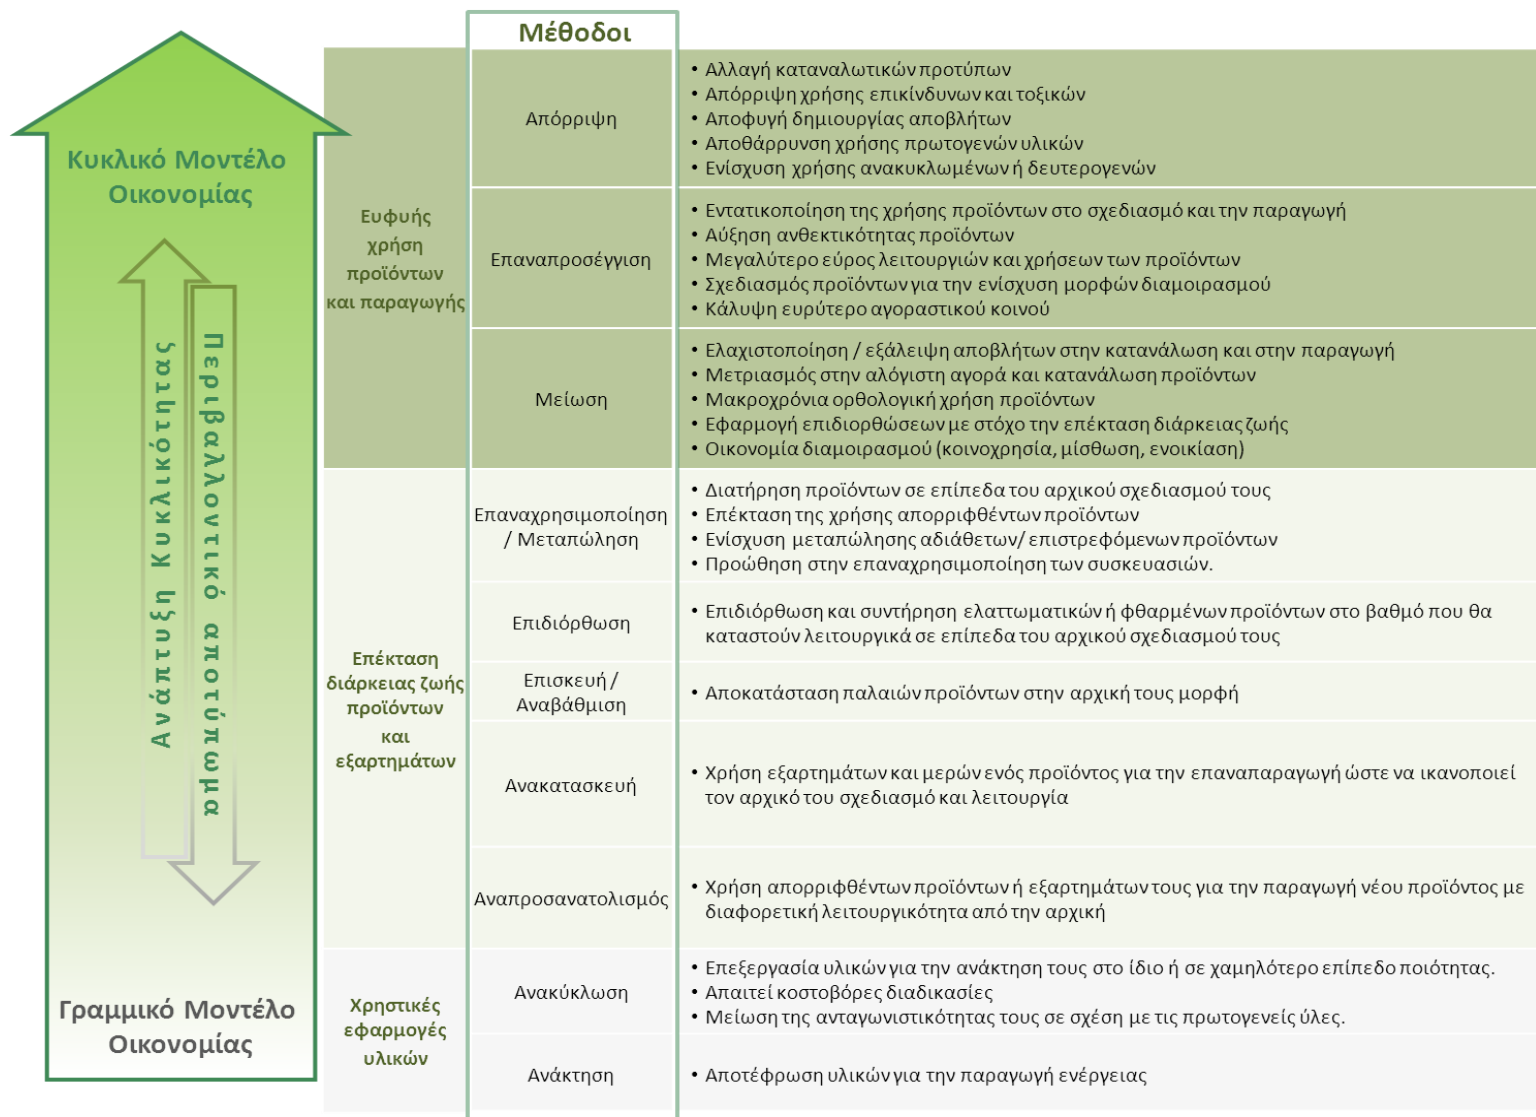 Μέθοδοι
Κυκλικό Μοντέλο
Οικονομίας
Ανάπτυξη Κυκλικότητας
Περιβαλλοντικό αποτύπωμα
Γραμμικό Μοντέλο
Οικονομίας
Ευφυής
χρήση
προϊόντων
και παραγωγής
Απόρριψη
• Αλλαγή καταναλωτικών προτύπων
• Απόρριψη χρήσης επικίνδυνων και τοξικών
• Αποφυγή δημιουργίας αποβλήτων
• Αποθάρρυνση χρήσης πρωτογενών υλικών
• Ενίσχυση χρήσης ανακυκλωμένων ή δευτερογενών
Επαναπροσέγγιση
• Εντατικοποίηση της χρήσης προϊόντων στο σχεδιασμό και την παραγωγή
• Αύξηση ανθεκτικότητας προϊόντων
• Μεγαλύτερο εύρος λειτουργιών και χρήσεων των προϊόντων
• Σχεδιασμός προϊόντων για την ενίσχυση μορφών διαμοιρασμού
• Κάλυψη ευρύτερο αγοραστικού κοινού
Μείωση
• Ελαχιστοποίηση / εξάλειψη αποβλήτων στην κατανάλωση και στην παραγωγή
• Μετριασμός στην αλόγιστη αγορά και κατανάλωση προϊόντων
• Μακροχρόνια ορθολογική χρήση προϊόντων
• Εφαρμογή επιδιορθώσεων με στόχο την επέκταση διάρκειας ζωής
• Οικονομία διαμοιρασμού (κοινοχρησία, μίσθωση, ενοικίαση)
Επέκταση
διάρκειας ζωής
προϊόντων
και
εξαρτημάτων
Επαναχρησιμοποίηση
/ Μεταπώληση
• Διατήρηση προϊόντων σε επίπεδα του αρχικού σχεδιασμού τους
• Επέκταση της χρήσης απορριφθέντων προϊόντων
• Ενίσχυση μεταπώλησης αδιάθετων/ επιστρεφόμενων προϊόντων
• Προώθηση στην επαναχρησιμοποίηση των συσκευασιών.
Επιδιόρθωση
• Επιδιόρθωση και συντήρηση ελαττωματικών ή φθαρμένων προϊόντων στο βαθμό που θα
καταστούν λειτουργικά σε επίπεδα του αρχικού σχεδιασμού τους
Επισκευή /
Αναβάθμιση
• Αποκατάσταση παλαιών προϊόντων στην αρχική τους μορφή
Ανακατασκευή
• Χρήση εξαρτημάτων και μερών ενός προϊόντος για την επαναπαραγωγή ώστε να ικανοποιεί
τον αρχικό του σχεδιασμό και λειτουργία
Αναπροσανατολισμός
• Χρήση απορριφθέντων προϊόντων ή εξαρτημάτων τους για την παραγωγή νέου προϊόντος με
διαφορετική λειτουργικότητα από την αρχική
Χρηστικές
εφαρμογές
υλικών
Ανακύκλωση
• Επεξεργασία υλικών για την ανάκτηση τους στο ίδιο ή σε χαμηλότερο επίπεδο ποιότητας.
• Απαιτεί κοστοβόρες διαδικασίες
• Μείωση της ανταγωνιστικότητας τους σε σχέση με τις πρωτογενείς ύλες.
Ανάκτηση
• Αποτέφρωση υλικών για την παραγωγή ενέργειας